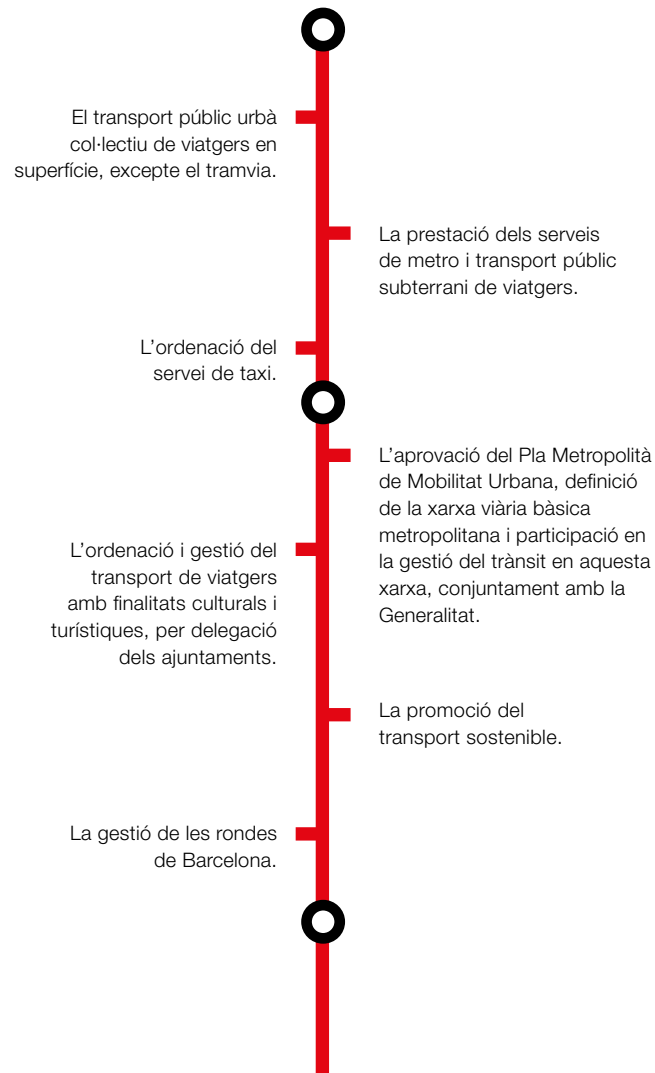 El transport públic urbà
col·lectiu de viatgers en
superfície, excepte el tramvia.
La prestació dels serveis
de metro i transport públic
subterrani de viatgers.
L’ordenació del
servei de taxi.
L’aprovació del Pla Metropolità
de Mobilitat Urbana, definició
de la xarxa viària bàsica
metropolitana i participació en
la gestió del trànsit en aquesta
xarxa, conjuntament amb la
Generalitat.
L’ordenació i gestió del
transport de viatgers
amb finalitats culturals i
turístiques, per delegació
dels ajuntaments.
La promoció del
transport sostenible.
La gestió de les rondes
de Barcelona.